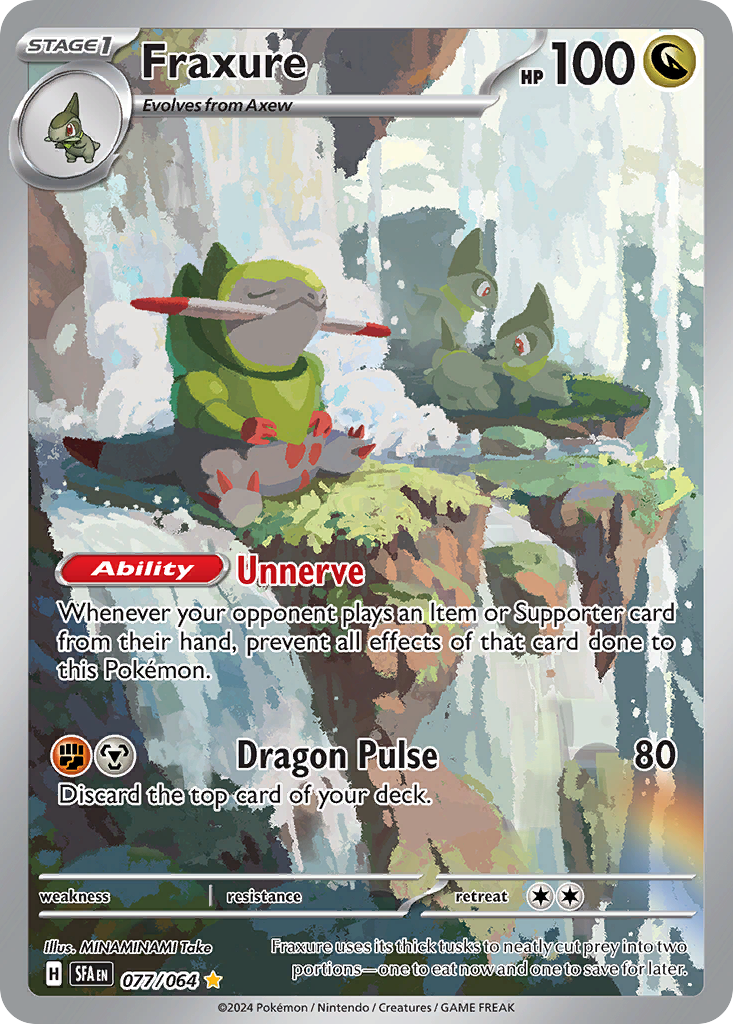 STAGE 1
Fraxure
HP 100
Evolves from Axew
Ability Unnerve
Whenever your opponent plays an Item or Supporter card
from their hand, prevent all effects of that card done to
this Pokémon.
Dragon Pulse 80
Discard the top card of your deck.
weakness resistance retreat
Illus. MINAMINAMI Take
Fraxure uses its thick tusks to neatly cut prey into two
portions—one to eat now and one to save for later.
H SFA EN 077/064
©2024 Pokémon / Nintendo / Creatures / GAME FREAK